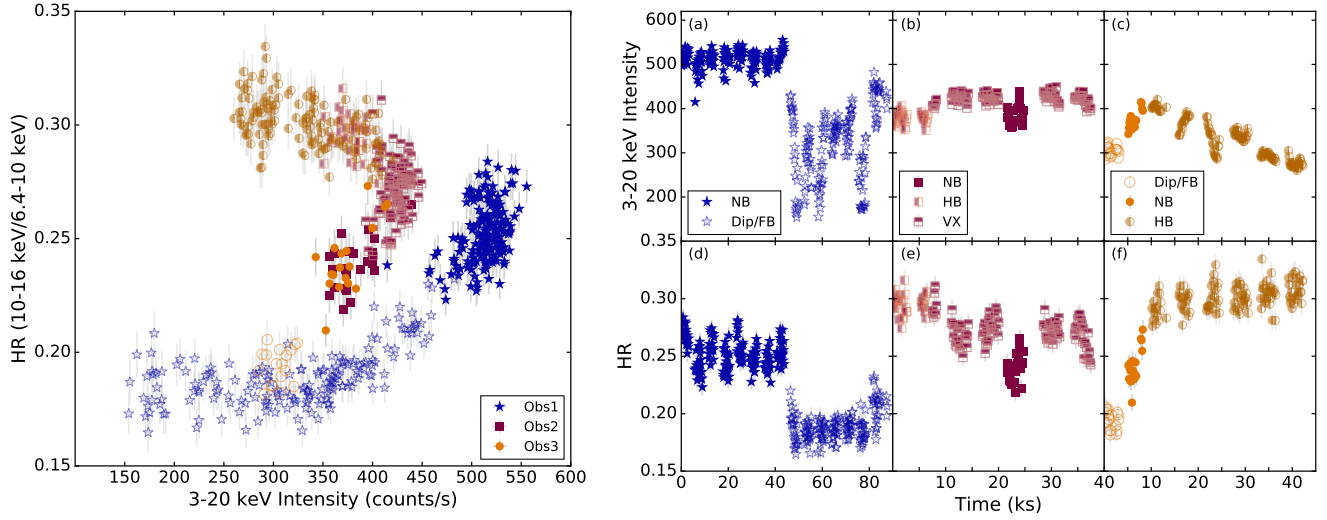 HR (10-16 keV/6.4-10 keV)
0.35
0.30
0.25
0.20
0.15
100 150 200 250 300 350 400 450 500 550 600
3-20 keV Intensity (counts/s)
Obs1
Obs2
Obs3
3-20 keV Intensity
600
500
400
300
200
(a)
NB
Dip/FB
(b)
NB
HB
VX
(c)
Dip/FB
NB
HB
HR
0.35
0.30
0.25
0.20
0.15
(d)
(e)
(f)
0 20 40 60 80
0 10 20 30 40
0 10 20 30 40
Time (ks)